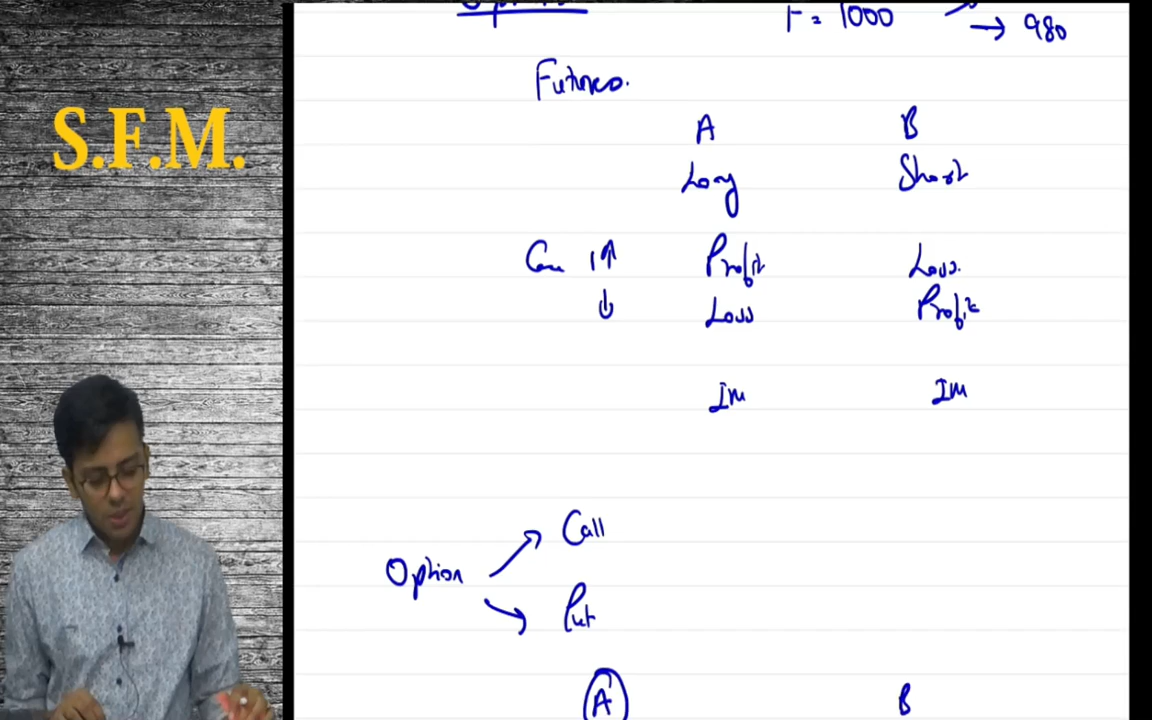 S.F.M.
F = 1000 → 980
Futures.
A B
Long Short
Profit Loss.
Loss Profit
IM IM
Call
Option
Put
A B